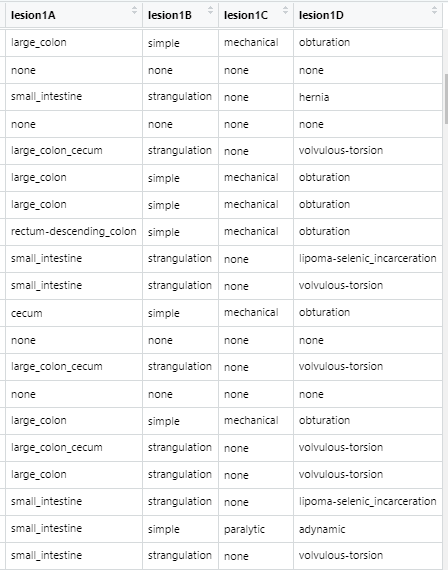 lesion1A lesion1B lesion1C lesion1D
large_colon simple mechanical obturation
none none none none
small_intestine strangulation none hernia
none none none none
large_colon_cecum strangulation none volvulous-torsion
large_colon simple mechanical obturation
large_colon simple mechanical obturation
rectum-descending_colon simple mechanical obturation
small_intestine strangulation none lipoma-selenic_incarceration
small_intestine strangulation none volvulous-torsion
cecum simple mechanical obturation
none none none none
large_colon_cecum strangulation none volvulous-torsion
none none none none
large_colon simple mechanical obturation
large_colon_cecum strangulation none volvulous-torsion
large_colon strangulation none volvulous-torsion
small_intestine strangulation none lipoma-selenic_incarceration
small_intestine simple paralytic adynamic
small_intestine strangulation none volvulous-torsion